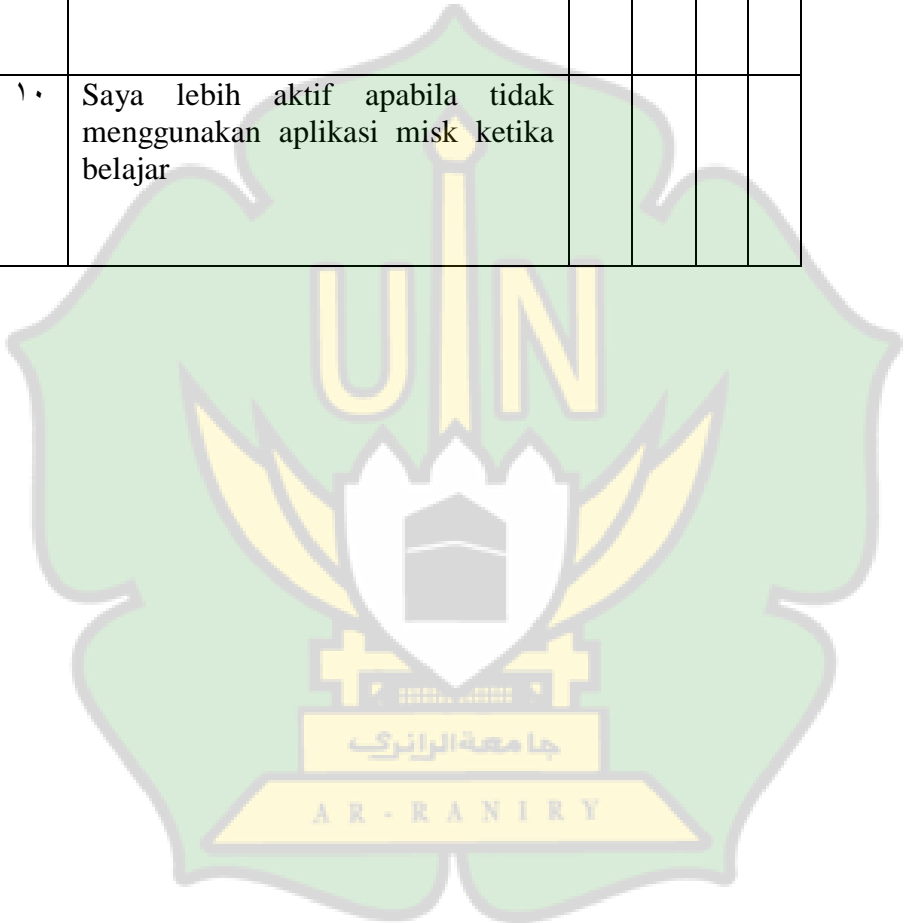 ١٠
Saya lebih aktif apabila tidak
menggunakan aplikasi misk ketika
belajar
UIN
جامعة الرانري
AR-RANIRY